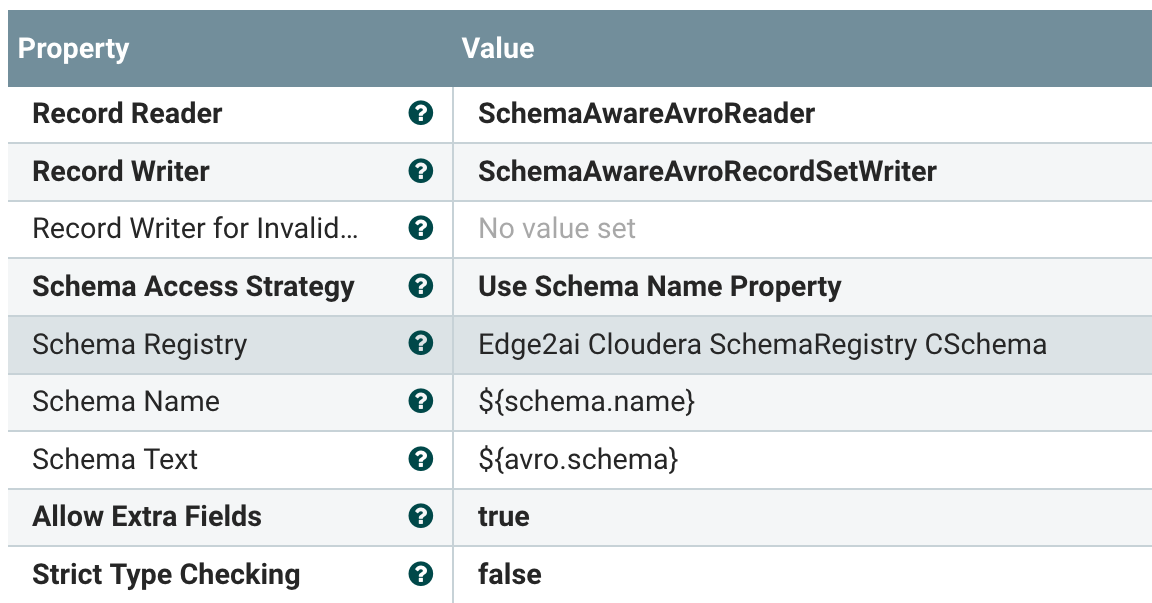 Property Value
Record Reader ? SchemaAwareAvroReader
Record Writer ? SchemaAwareAvroRecordSetWriter
Record Writer for Invalid... ? No value set
Schema Access Strategy ? Use Schema Name Property
Schema Registry ? Edge2ai Cloudera SchemaRegistry CSchema
Schema Name ? ${schema.name}
Schema Text ? ${avro.schema}
Allow Extra Fields ? true
Strict Type Checking ? false